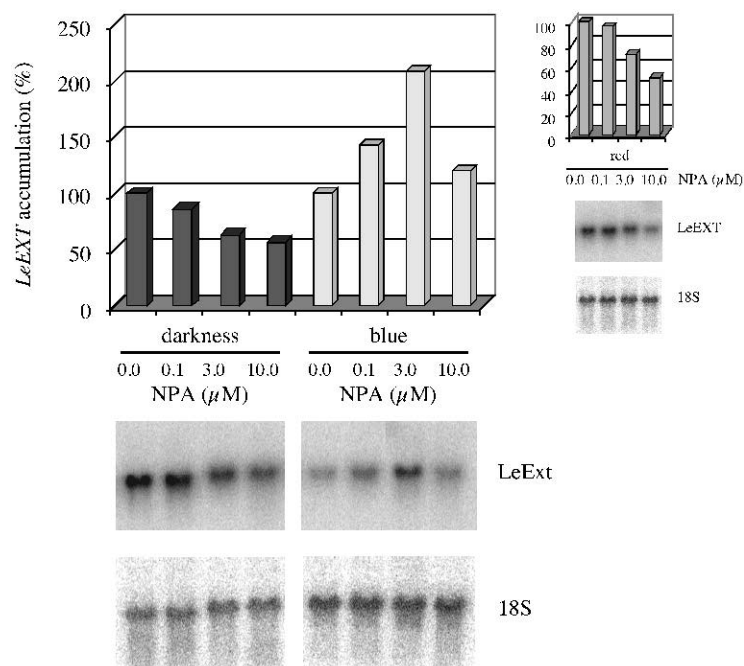 LeEXT accumulation (%)
250
200
150
100
50
0
darkness
blue
0.0 0.1 3.0 10.0
0.0 0.1 3.0 10.0
NPA (µM)
NPA (µM)
LeExt
18S
100
80
60
40
20
0
red
0.0 0.1 3.0 10.0 NPA (µM)
LeEXT
18S